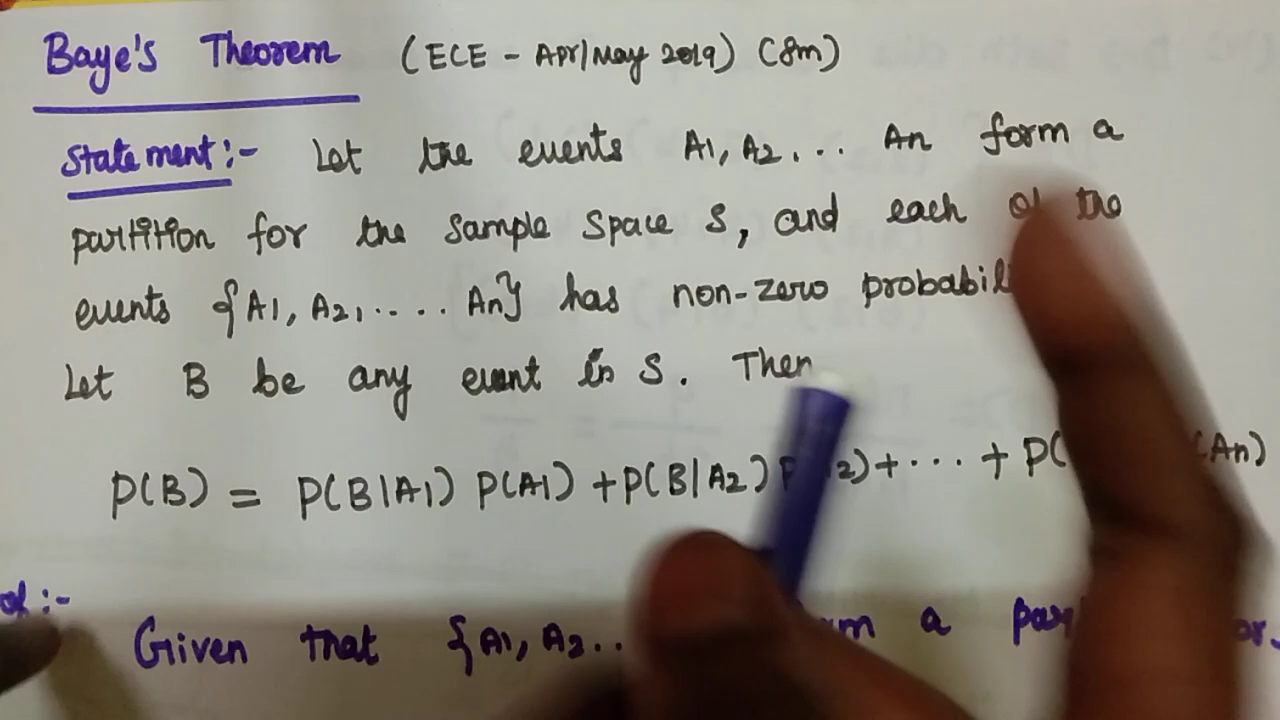 Baye's Theorem (ECE - Apr/May 2019) (8m)
Statement:- Let the events A1, A2, ... An form a
partition for the sample space S, and each of the
events {A1, A2, .... An} has non-zero
Let B be any event in S. Then
P(B) = P(B|A1) P(A1) + P(B|A2) + ... + P( (An)
Given that {A1, A2.. a